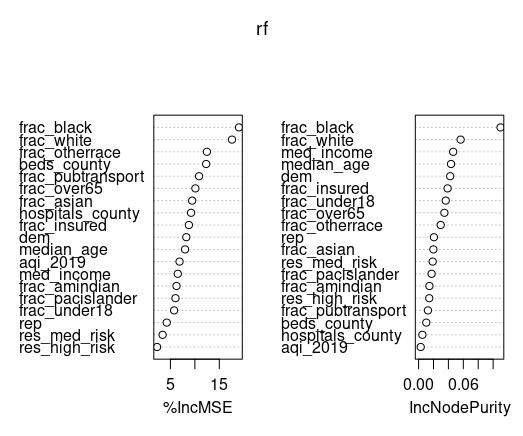 rf
frac_black
frac_white
frac_otherrace
beds_county
frac_pubtransport
frac_over65
frac_asian
hospitals_county
frac_insured
dem
median_age
aqi_2019
med_income
frac_amindian
frac_pacislander
frac_under18
rep
res_med_risk
res_high_risk
5 15
%IncMSE
frac_black
frac_white
med_income
median_age
dem
frac_insured
frac_under18
frac_over65
frac_otherrace
rep
frac_asian
res_med_risk
frac_pacislander
frac_amindian
res_high_risk
frac_pubtransport
beds_county
hospitals_county
aqi_2019
0.00 0.06
IncNodePurity